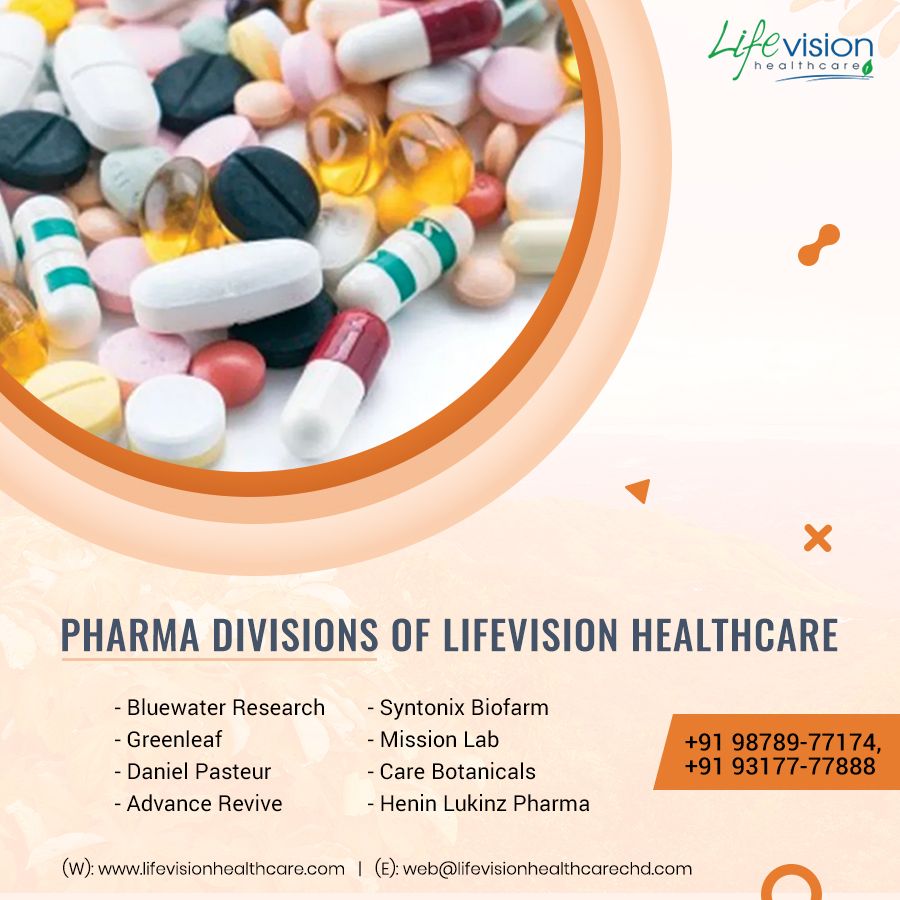 Lifevision
healthcare
PHARMA DIVISIONS OF LIFEVISION HEALTHCARE
- Bluewater Research
- Greenleaf
- Daniel Pasteur
- Advance Revive
- Syntonix Biofarm
- Mission Lab
- Care Botanicals
- Henin Lukinz Pharma
+91 98789-77174,
+91 93177-77888
(W): www.lifevisionhealthcare.com | (E): web@lifevisionhealthcarechd.com